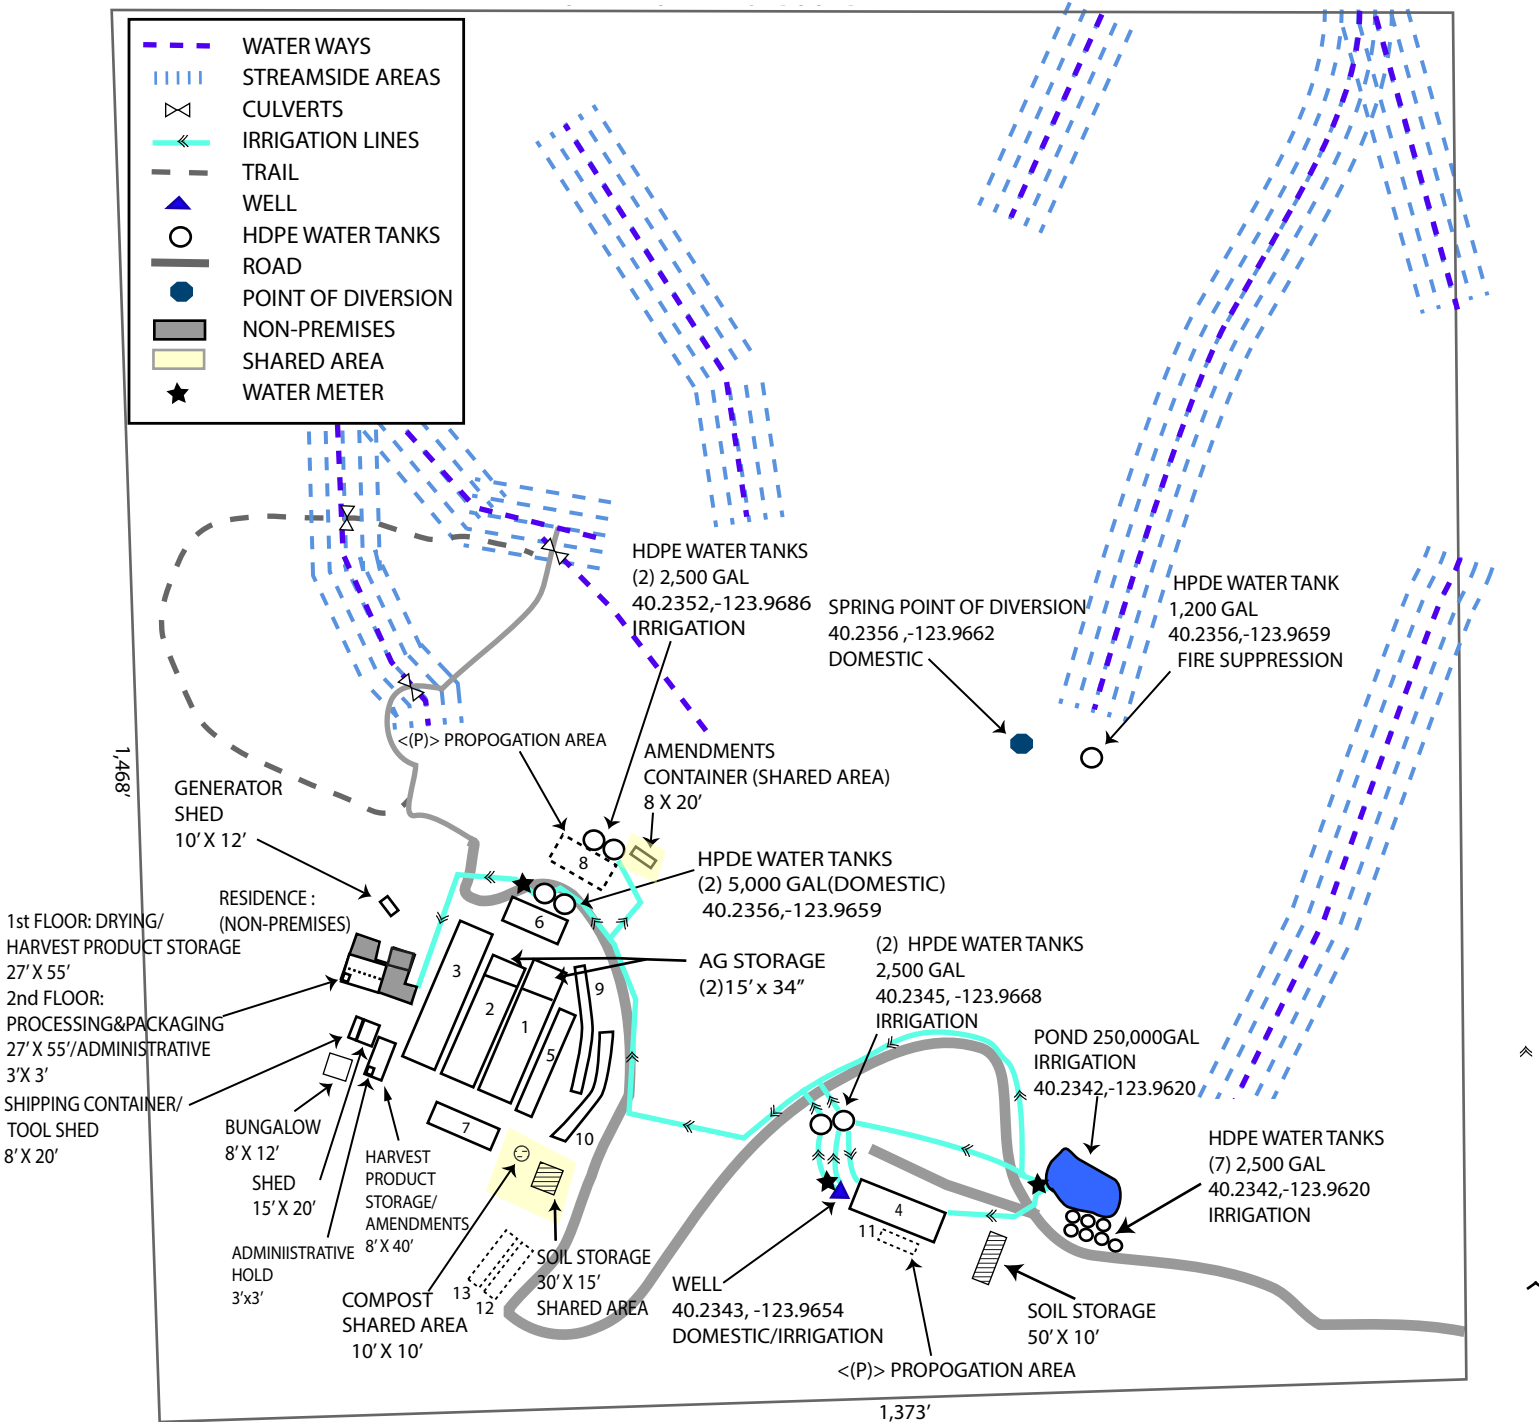 WATER WAYS
STREAMSIDE AREAS
CULVERTS
IRRIGATION LINES
TRAIL
WELL
HDPE WATER TANKS
ROAD
POINT OF DIVERSION
NON-PREMISES
SHARED AREA
WATER METER
HDPE WATER TANKS
(2) 2,500 GAL
40.2352,-123.9686
IRRIGATION
SPRING POINT OF DIVERSION
40.2356 ,-123.9662
DOMESTIC
HPDE WATER TANK
1,200 GAL
40.2356,-123.9659
FIRE SUPPRESSION
1,468'
<(P)> PROPOGATION AREA
AMENDMENTS
CONTAINER (SHARED AREA)
8 X 20'
GENERATOR
SHED
10' X 12'
8
HPDE WATER TANKS
(2) 5,000 GAL(DOMESTIC)
40.2356,-123.9659
RESIDENCE :
(NON-PREMISES)
1st FLOOR: DRYING/
HARVEST PRODUCT STORAGE
27' X 55'
2nd FLOOR:
PROCESSING&PACKAGING
27' X 55'/ADMINISTRATIVE
3'X 3'
SHIPPING CONTAINER/
TOOL SHED
8' X 20'
6
3
2
1
5
9
10
7
AG STORAGE
(2)15' x 34"
(2) HPDE WATER TANKS
2,500 GAL
40.2345, -123.9668
IRRIGATION
POND 250,000GAL
IRRIGATION
40.2342,-123.9620
HDPE WATER TANKS
(7) 2,500 GAL
40.2342,-123.9620
IRRIGATION
BUNGALOW
8' X 12'
SHED
15' X 20'
ADMINIISTRATIVE
HOLD
3'x3'
HARVEST
PRODUCT
STORAGE/
AMENDMENTS
8' X 40'
COMPOST
SHARED AREA
10' X 10'
13
12
SOIL STORAGE
30' X 15'
SHARED AREA
4
11
WELL
40.2343, -123.9654
DOMESTIC/IRRIGATION
SOIL STORAGE
50' X 10'
<(P)> PROPOGATION AREA
1,373'